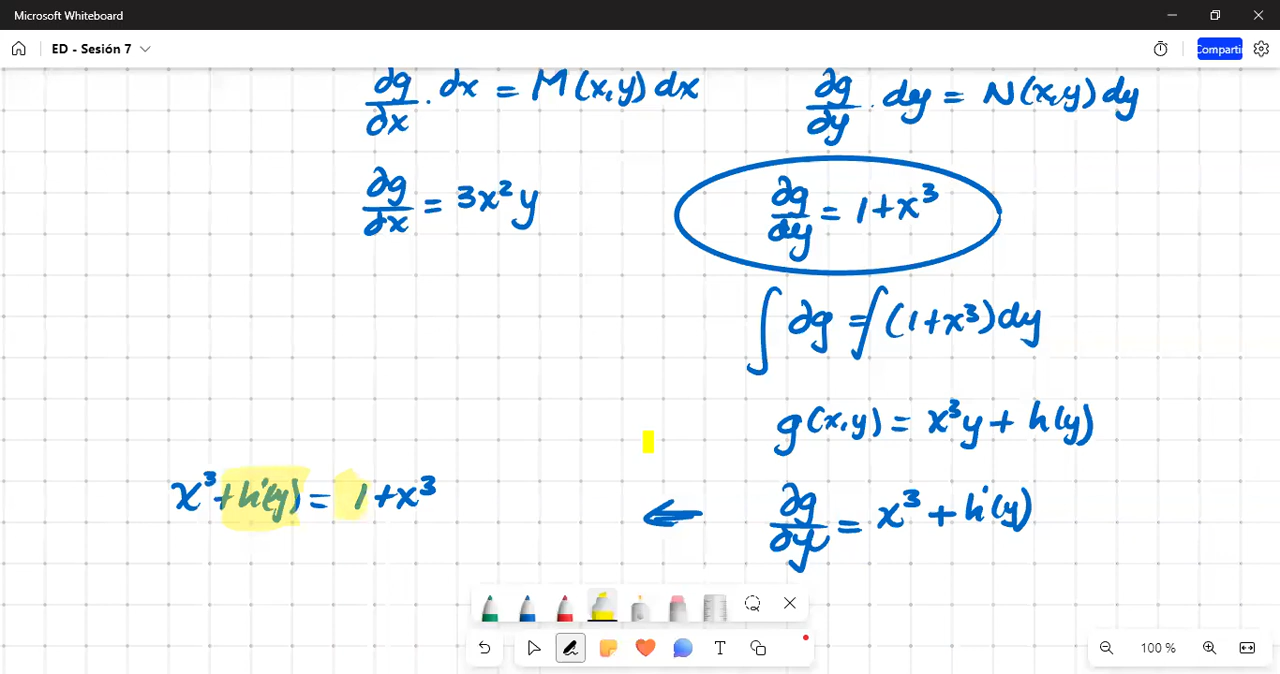 Microsoft Whiteboard
ED - Sesión 7
Compartir
∂g/∂x . dx = M(x,y) dx
∂g/∂y . dy = N(x,y) dy
∂g/∂x = 3x²y
∂g/∂y = 1+x³
∫ ∂g = ∫ (1+x³) dy
g(x,y) = x³y + h(y)
x³ + h'(y) = 1 + x³
← ∂g/∂y = x³ + h'(y)
T
100 %